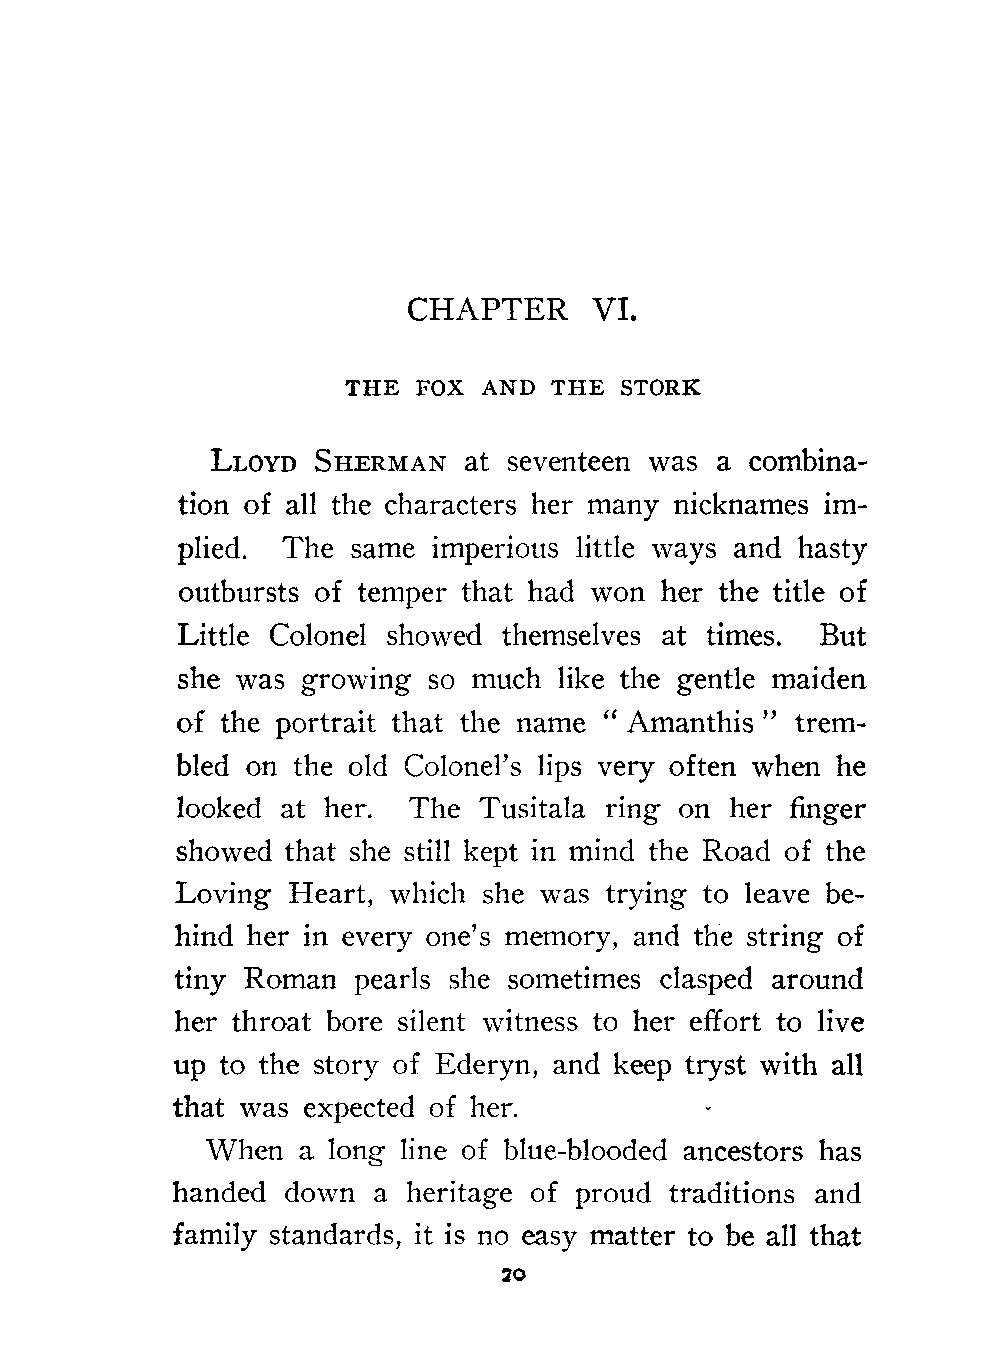 CHAPTER VI.
THE FOX AND THE STORK
LLOYD SHERMAN at seventeen was a combina-
tion of all the characters her many nicknames im-
plied. The same imperious little ways and hasty
outbursts of temper that had won her the title of
Little Colonel showed themselves at times. But
she was growing so much like the gentle maiden
of the portrait that the name " Amanthis " trem-
bled on the old Colonel's lips very often when he
looked at her. The Tusitala ring on her finger
showed that she still kept in mind the Road of the
Loving Heart, which she was trying to leave be-
hind her in every one's memory, and the string of
tiny Roman pearls she sometimes clasped around
her throat bore silent witness to her effort to live
up to the story of Ederyn, and keep tryst with all
that was expected of her.
When a long line of blue-blooded ancestors has
handed down a heritage of proud traditions and
family standards, it is no easy matter to be all that